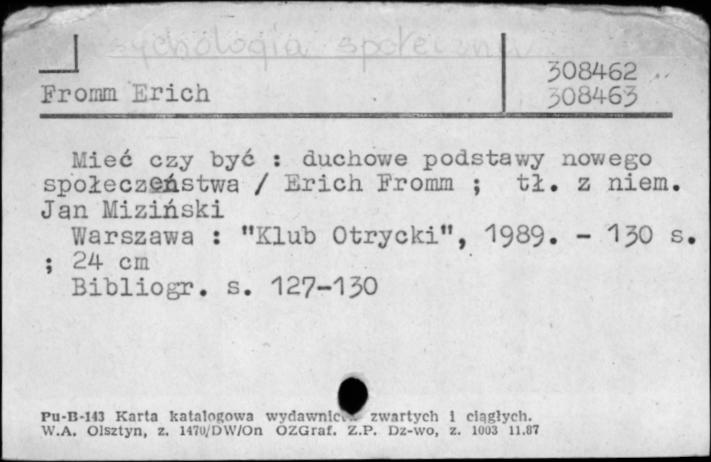 psychologia społeczna
308462
Fromm Erich
308463
Mieć czy być : duchowe podstawy nowego
społeczeństwa / Erich Fromm ; tł. z niem.
Jan Miziński
Warszawa : "Klub Otrycki", 1989. - 130 s.
; 24 cm
Bibliogr. s. 127-130
Pu-B-143 Karta katalogowa wydawnictw zwartych i ciągłych.
W.A. Olsztyn, z. 1470/DW/On OZGraf. Z.P. Dz-wo, z. 1003 11.87